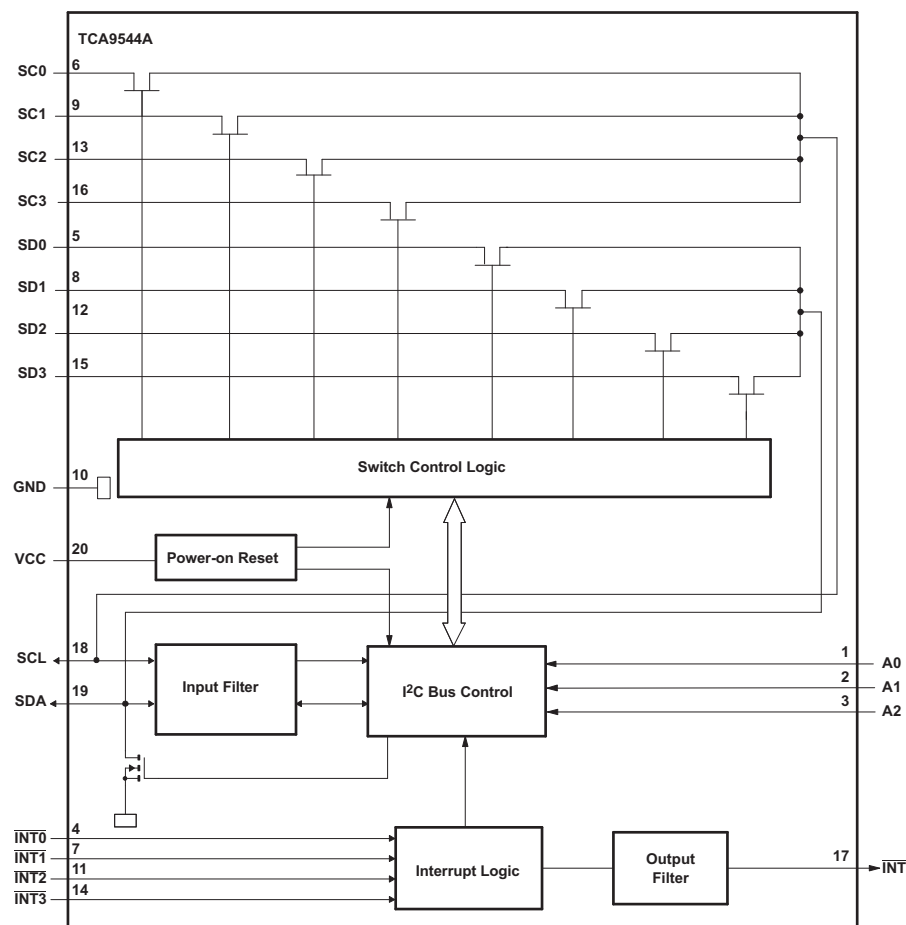 TCA9544A
SC0 6
SC1 9
SC2 13
SC3 16
SD0 5
SD1 8
SD2 12
SD3 15
Switch Control Logic
GND 10
VCC 20
Power-on Reset
SCL 18
SDA 19
Input Filter
I²C Bus Control
1 A0
2 A1
3 A2
INT0 4
INT1 7
INT2 11
INT3 14
Interrupt Logic
Output
Filter
17 INT